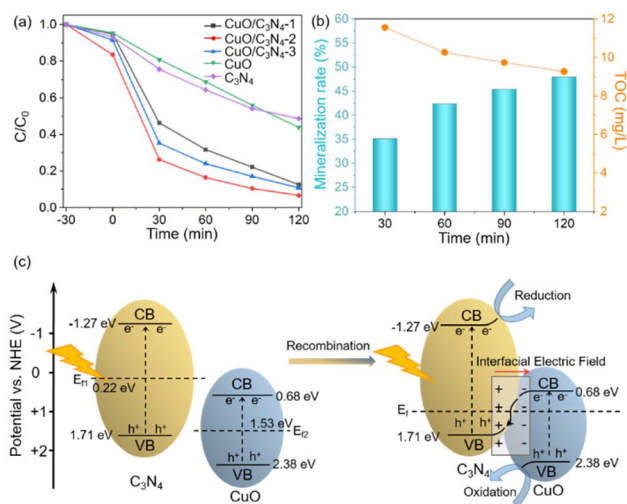 (a)
CuO/C3N4-1
CuO/C3N4-2
CuO/C3N4-3
CuO
C3N4
C/C0
1.0
0.8
0.6
0.4
0.2
0.0
-30 0 30 60 90 120
Time (min)
(b)
Mineralization rate (%)
60
55
50
45
40
35
30
25
20
TOC (mg/L)
12
10
8
6
4
2
30 60 90 120
Time (min)
(c)
Potential vs. NHE (V)
-1
0
+1
+2
CB
-1.27 eV e- e-
Ef1 0.22 eV
1.71 eV h+ h+
VB
C3N4
CB
0.68 eV
e- e-
1.53 eV Ef2
h+ h+
VB 2.38 eV
CuO
Recombination
Reduction
CB
-1.27 eV e- e-
Interfacial Electric Field
CB
0.68 eV
e- e-
Ef
+ -
+ -
+ -
+ -
1.71 eV h+ h+
VB
h+ h+
VB 2.38 eV
C3N4
Oxidation
CuO